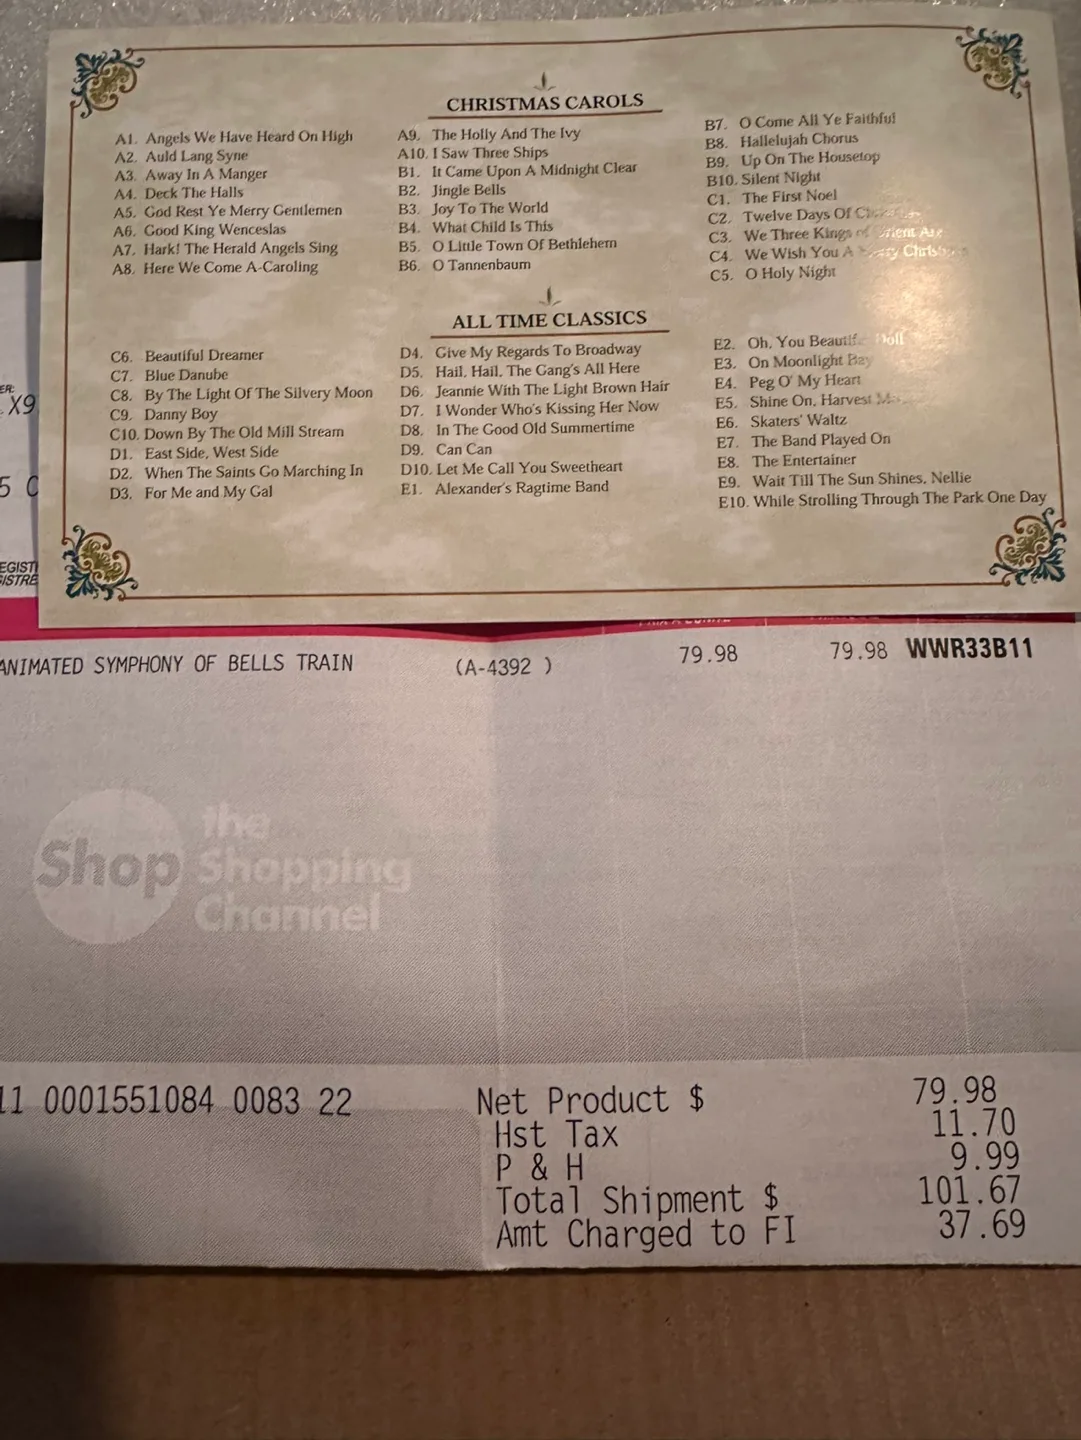 CHRISTMAS CAROLS
A1. Angels We Have Heard On High
A2. Auld Lang Syne
A3. Away In A Manger
A4. Deck The Halls
A5. God Rest Ye Merry Gentlemen
A6. Good King Wenceslas
A7. Hark! The Herald Angels Sing
A8. Here We Come A-Caroling
A9. The Holly And The Ivy
A10. I Saw Three Ships
B1. It Came Upon A Midnight Clear
B2. Jingle Bells
B3. Joy To The World
B4. What Child Is This
B5. O Little Town Of Bethlehem
B6. O Tannenbaum
B7. O Come All Ye Faithful
B8. Hallelujah Chorus
B9. Up On The Housetop
B10. Silent Night
C1. The First Noel
C2. Twelve Days Of
C3. We Three Kings of Orient Are
C4. We Wish You A Merry Christmas
C5. O Holy Night
ALL TIME CLASSICS
C6. Beautiful Dreamer
C7. Blue Danube
C8. By The Light Of The Silvery Moon
C9. Danny Boy
C10. Down By The Old Mill Stream
D1. East Side, West Side
D2. When The Saints Go Marching In
D3. For Me and My Gal
D4. Give My Regards To Broadway
D5. Hail, Hail, The Gang's All Here
D6. Jeannie With The Light Brown Hair
D7. I Wonder Who's Kissing Her Now
D8. In The Good Old Summertime
D9. Can Can
D10. Let Me Call You Sweetheart
E1. Alexander's Ragtime Band
E2. Oh, You Beautiful Doll
E3. On Moonlight Bay
E4. Peg O' My Heart
E5. Shine On, Harvest
E6. Skaters' Waltz
E7. The Band Played On
E8. The Entertainer
E9. Wait Till The Sun Shines, Nellie
E10. While Strolling Through The Park One Day
ER:
X9
5 C
ANIMATED SYMPHONY OF BELLS TRAIN (A-4392 ) 79.98 79.98 WWR33B11
the
Shop Shopping
Channel
11 0001551084 0083 22
Net Product $ 79.98
Hst Tax 11.70
P & H 9.99
Total Shipment $ 101.67
Amt Charged to FI 37.69